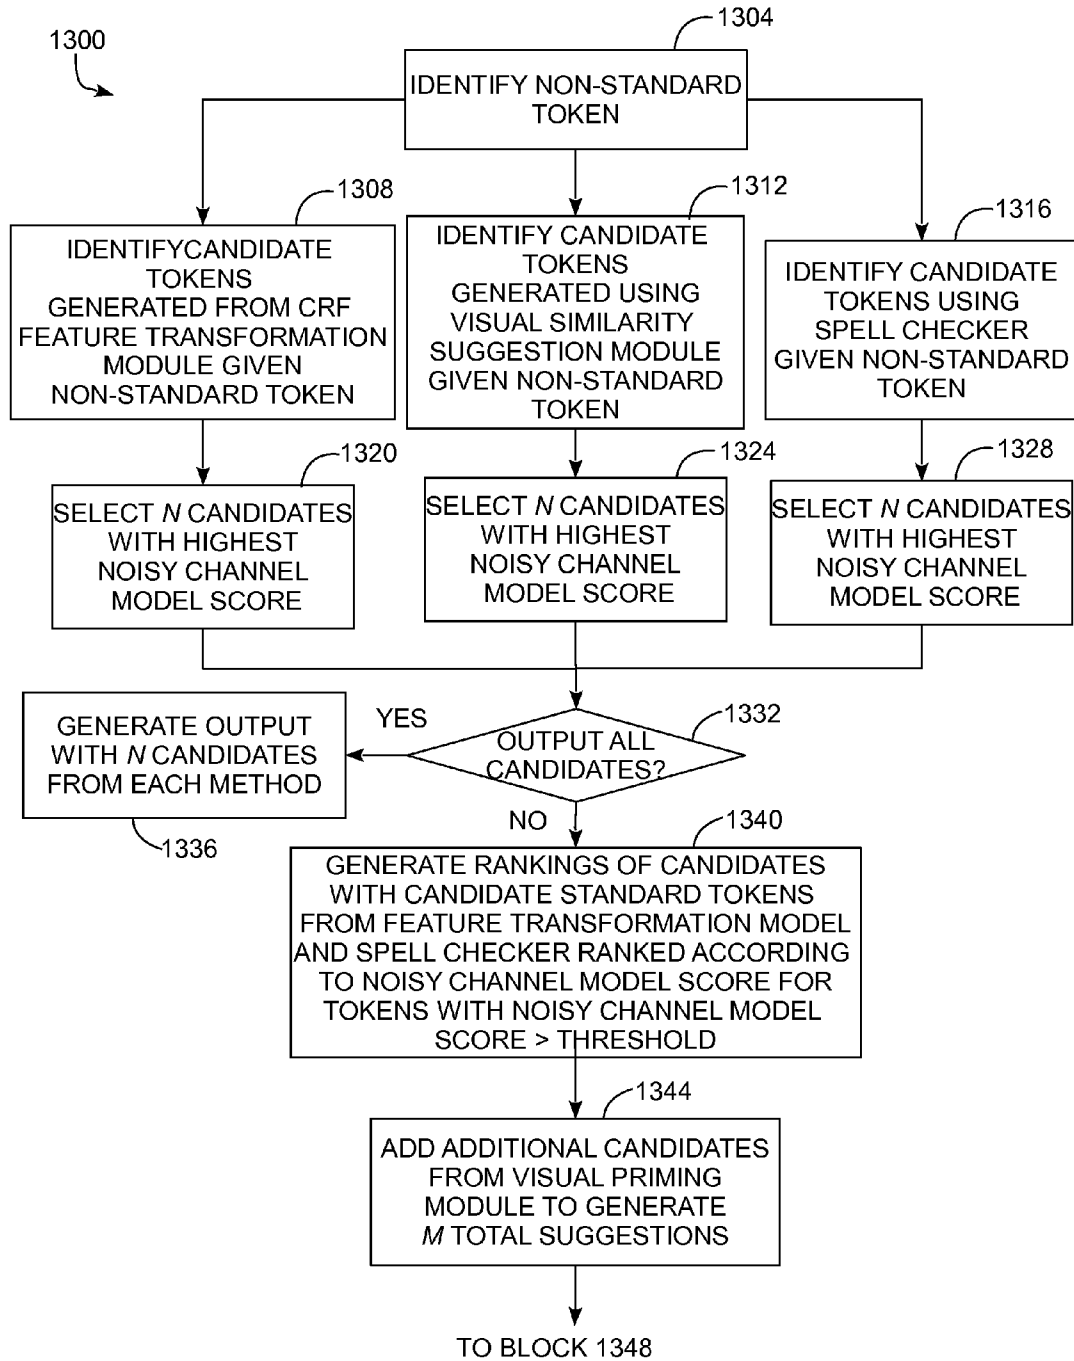 1300
1304
IDENTIFY NON-STANDARD
TOKEN
1308
IDENTIFYCANDIDATE
TOKENS
GENERATED FROM CRF
FEATURE TRANSFORMATION
MODULE GIVEN
NON-STANDARD TOKEN
1312
IDENTIFY CANDIDATE
TOKENS
GENERATED USING
VISUAL SIMILARITY
SUGGESTION MODULE
GIVEN NON-STANDARD
TOKEN
1316
IDENTIFY CANDIDATE
TOKENS USING
SPELL CHECKER
GIVEN NON-STANDARD
TOKEN
1320
SELECT N CANDIDATES
WITH HIGHEST
NOISY CHANNEL
MODEL SCORE
1324
SELECT N CANDIDATES
WITH HIGHEST
NOISY CHANNEL
MODEL SCORE
1328
SELECT N CANDIDATES
WITH HIGHEST
NOISY CHANNEL
MODEL SCORE
1332
OUTPUT ALL
CANDIDATES?
YES
GENERATE OUTPUT
WITH N CANDIDATES
FROM EACH METHOD
1336
NO
1340
GENERATE RANKINGS OF CANDIDATES
WITH CANDIDATE STANDARD TOKENS
FROM FEATURE TRANSFORMATION MODEL
AND SPELL CHECKER RANKED ACCORDING
TO NOISY CHANNEL MODEL SCORE FOR
TOKENS WITH NOISY CHANNEL MODEL
SCORE > THRESHOLD
1344
ADD ADDITIONAL CANDIDATES
FROM VISUAL PRIMING
MODULE TO GENERATE
M TOTAL SUGGESTIONS
TO BLOCK 1348